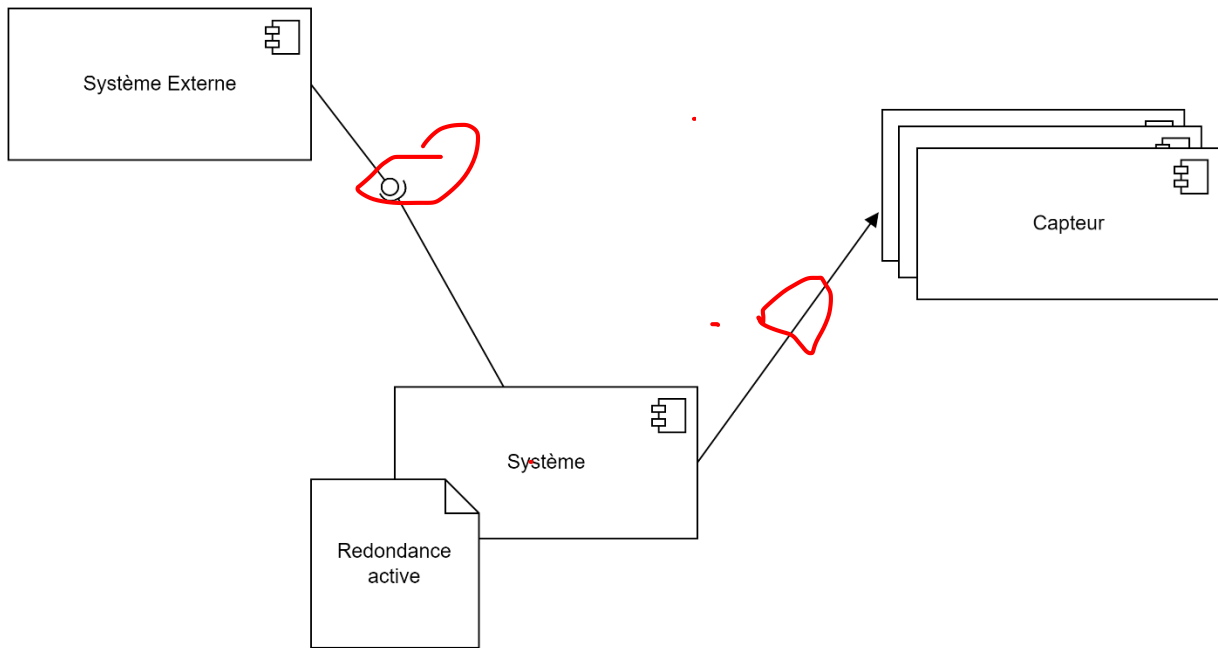 Système Externe
Capteur
Système
Redondance
active